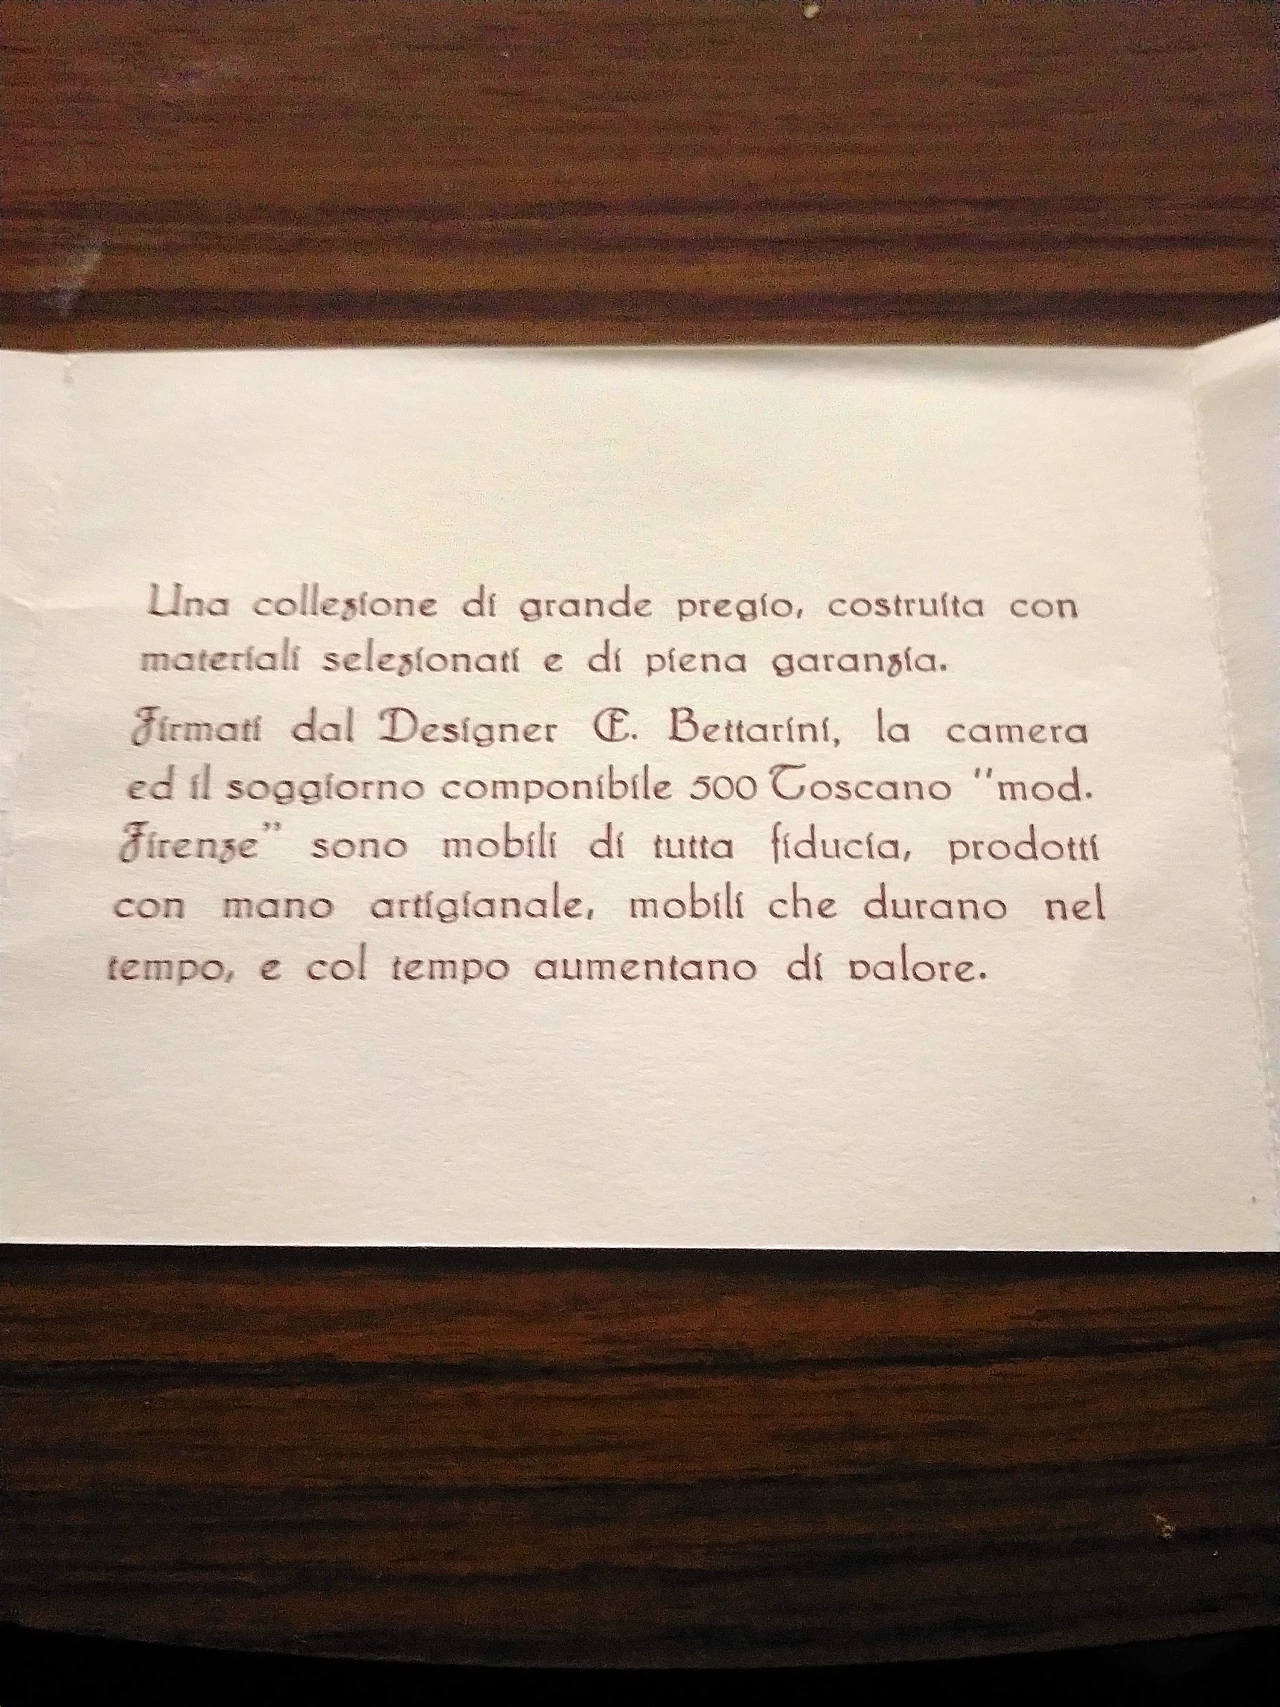 Una collezione di grande pregio, costruita con
materiali selezionati e di piena garanzia.
Firmati dal Designer E. Bettarini, la camera
ed il soggiorno componibile 500 Toscano "mod.
Firenze" sono mobili di tutta fiducia, prodotti
con mano artigianale, mobili che durano nel
tempo, e col tempo aumentano di valore.